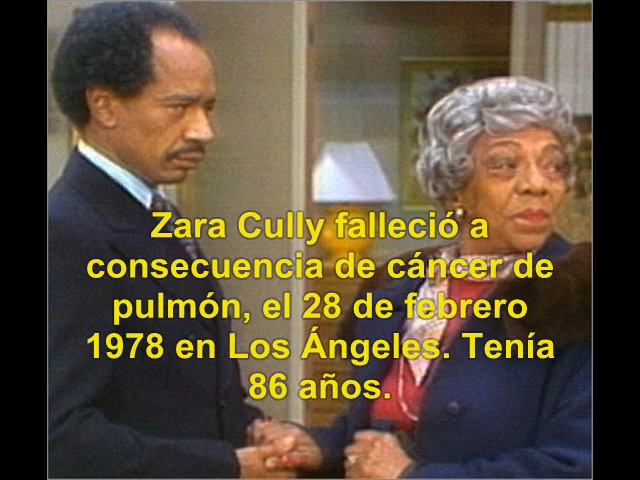 Zara Cully falleció a
consecuencia de cáncer de
pulmón, el 28 de febrero
1978 en Los Ángeles. Tenía
86 años.